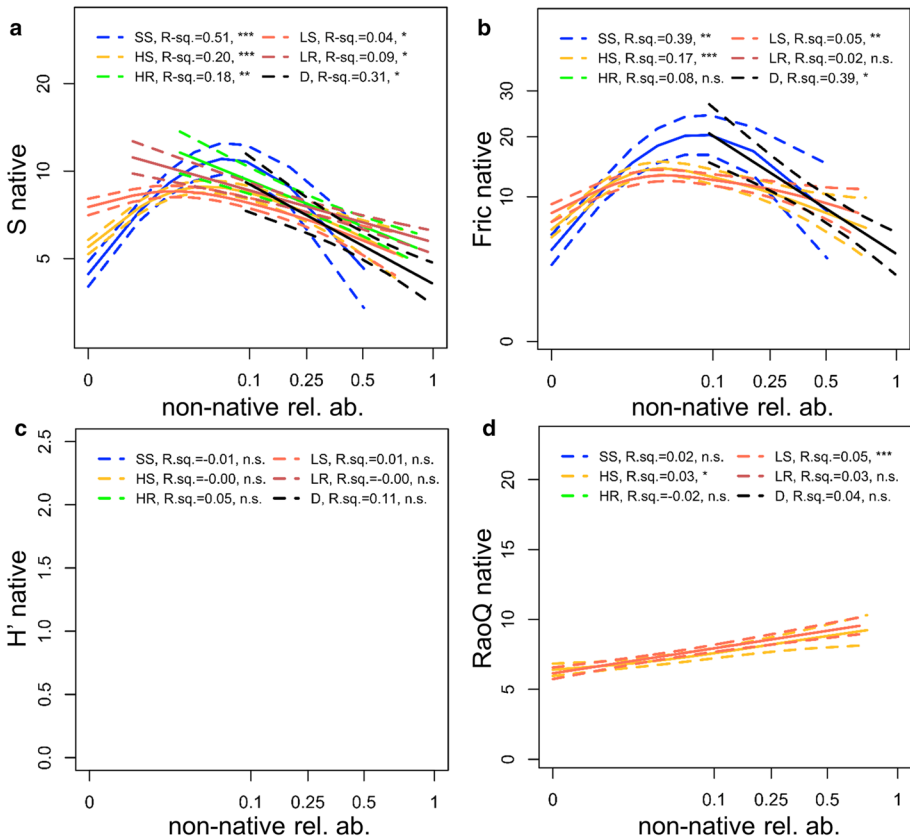 a
SS, R-sq.=0.51, *** LS, R-sq.=0.04, *
HS, R-sq.=0.20, *** LR, R-sq.=0.09, *
HR, R-sq.=0.18, ** D, R-sq.=0.31, *
20
10
5
S native
0 0.1 0.25 0.5 1
non-native rel. ab.
b
SS, R.sq.=0.39, ** LS, R.sq.=0.05, **
HS, R.sq.=0.17, *** LR, R.sq.=0.02, n.s.
HR, R.sq.=0.08, n.s. D, R.sq.=0.39, *
30
20
10
0
Fric native
0 0.1 0.25 0.5 1
non-native rel. ab.
c
SS, R.sq.=-0.01, n.s. LS, R.sq.=0.01, n.s.
HS, R.sq.=-0.00, n.s. LR, R.sq.=-0.00, n.s.
HR, R.sq.=0.05, n.s. D, R.sq.=0.11, n.s.
2.5
2.0
1.5
1.0
0.5
0.0
H' native
0 0.1 0.25 0.5 1
non-native rel. ab.
d
SS, R.sq.=0.02, n.s. LS, R.sq.=0.05, ***
HS, R.sq.=0.03, * LR, R.sq.=0.03, n.s.
HR, R.sq.=-0.02, n.s. D, R.sq.=0.04, n.s.
20
15
10
5
0
RaoQ native
0 0.1 0.25 0.5 1
non-native rel. ab.